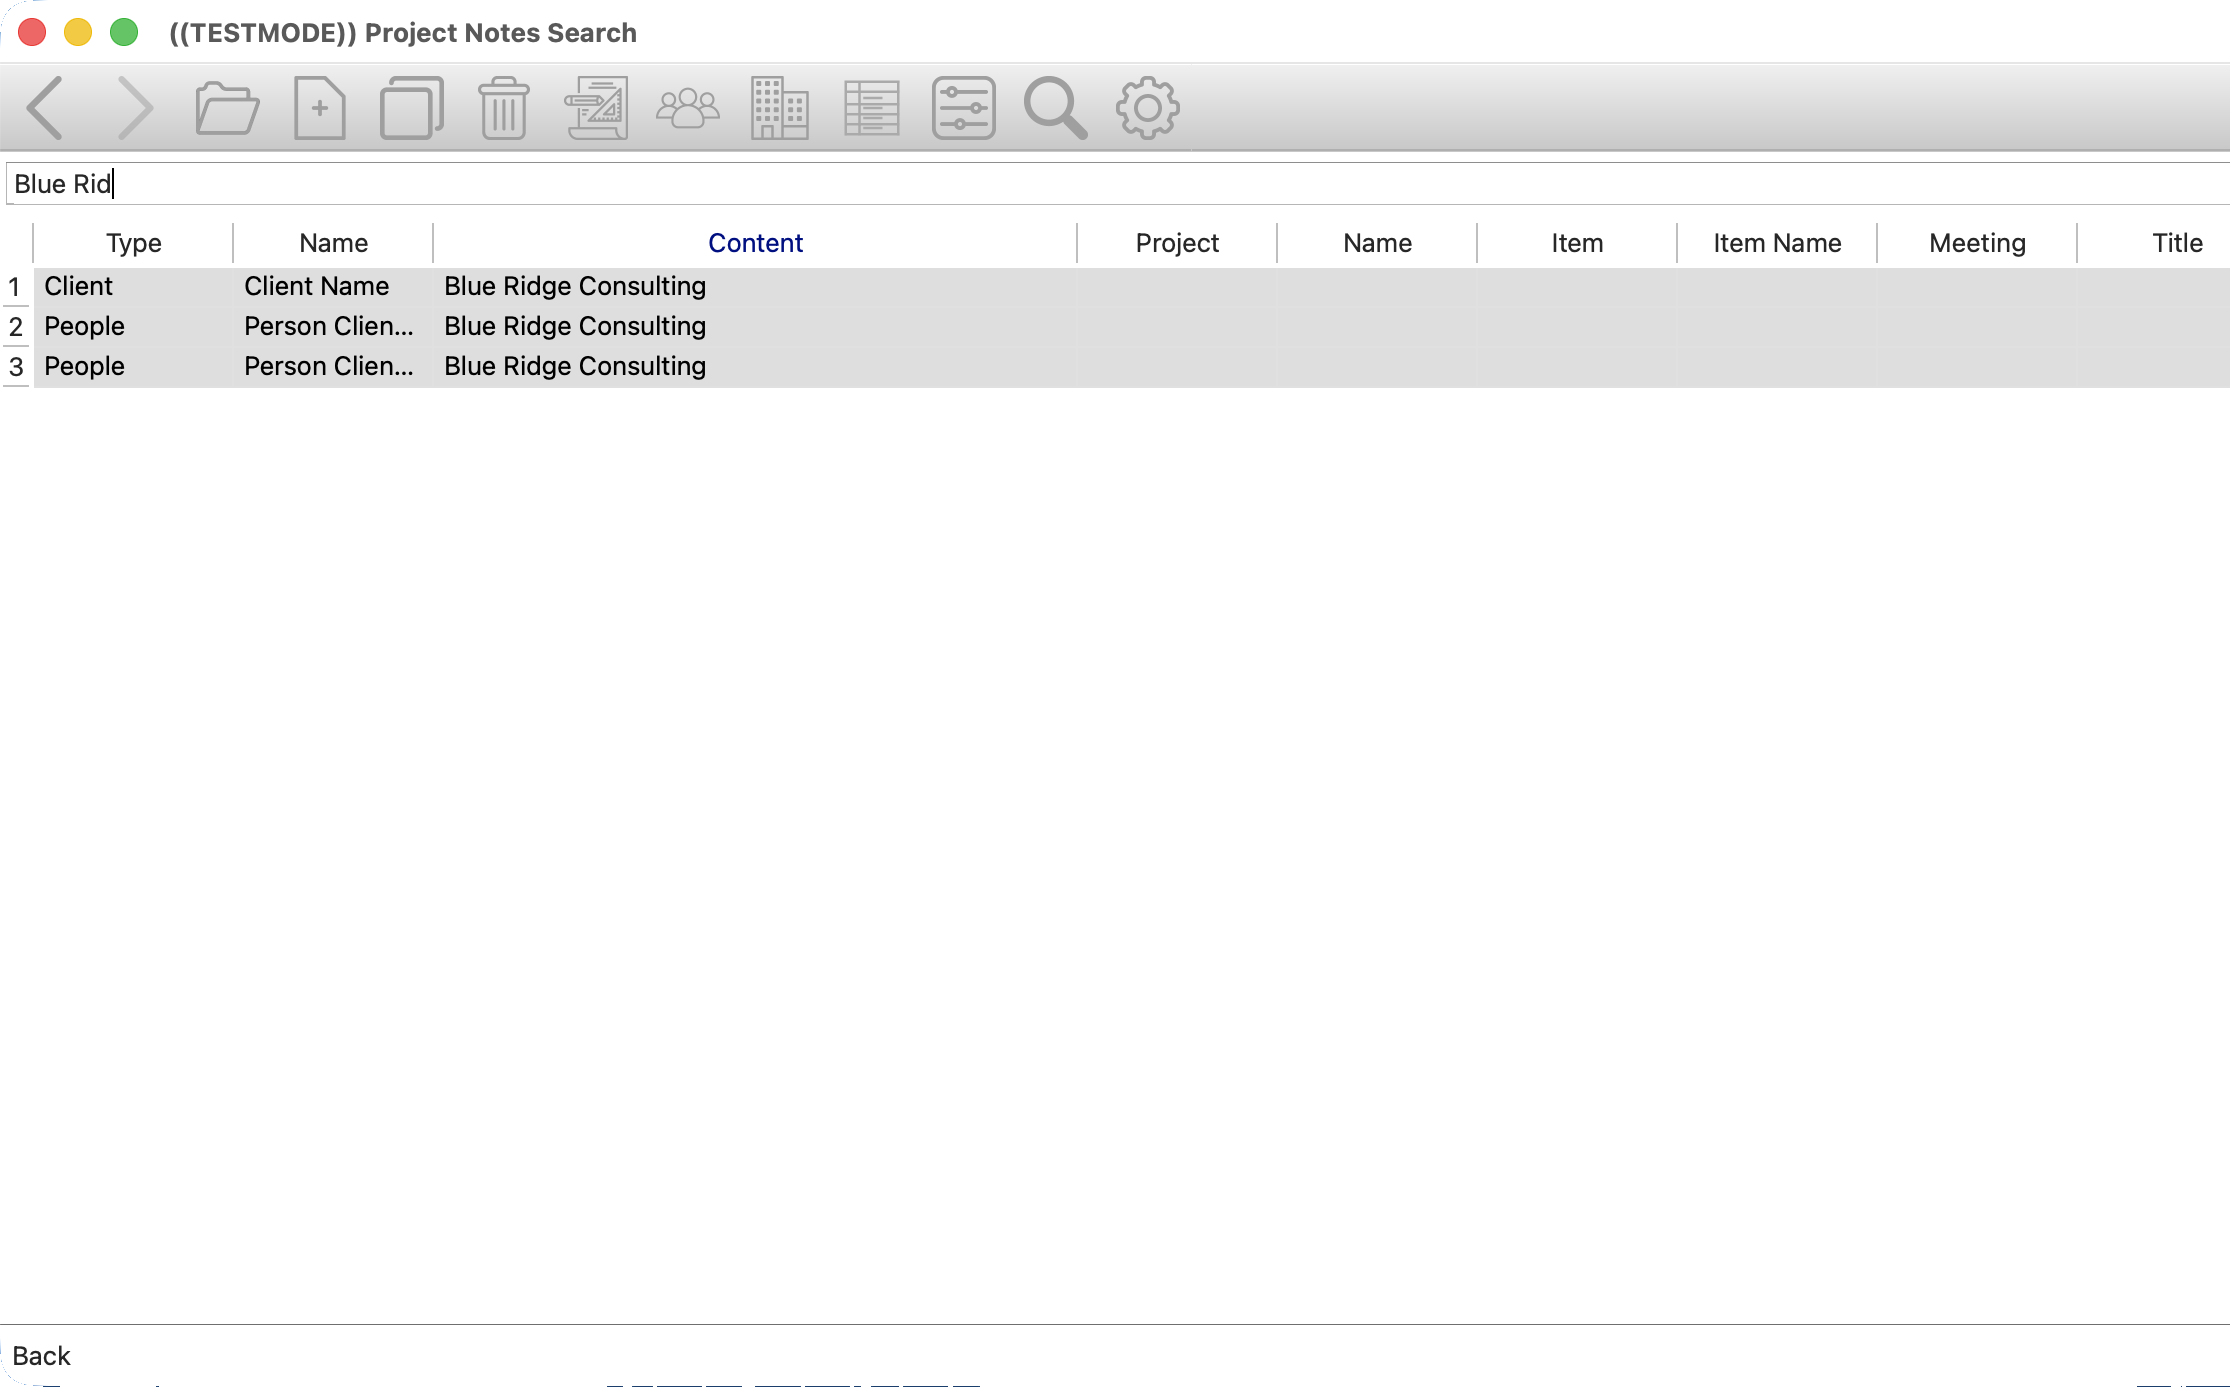 ((TESTMODE)) Project Notes Search
Blue Rid
Type Name Content Project Name Item Item Name Meeting Title
1 Client Client Name Blue Ridge Consulting
2 People Person Clien... Blue Ridge Consulting
3 People Person Clien... Blue Ridge Consulting
Back